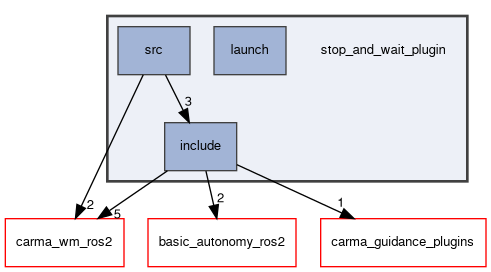 src
launch
stop_and_wait_plugin
3
include
2
5
2
1
carma_wm_ros2
basic_autonomy_ros2
carma_guidance_plugins